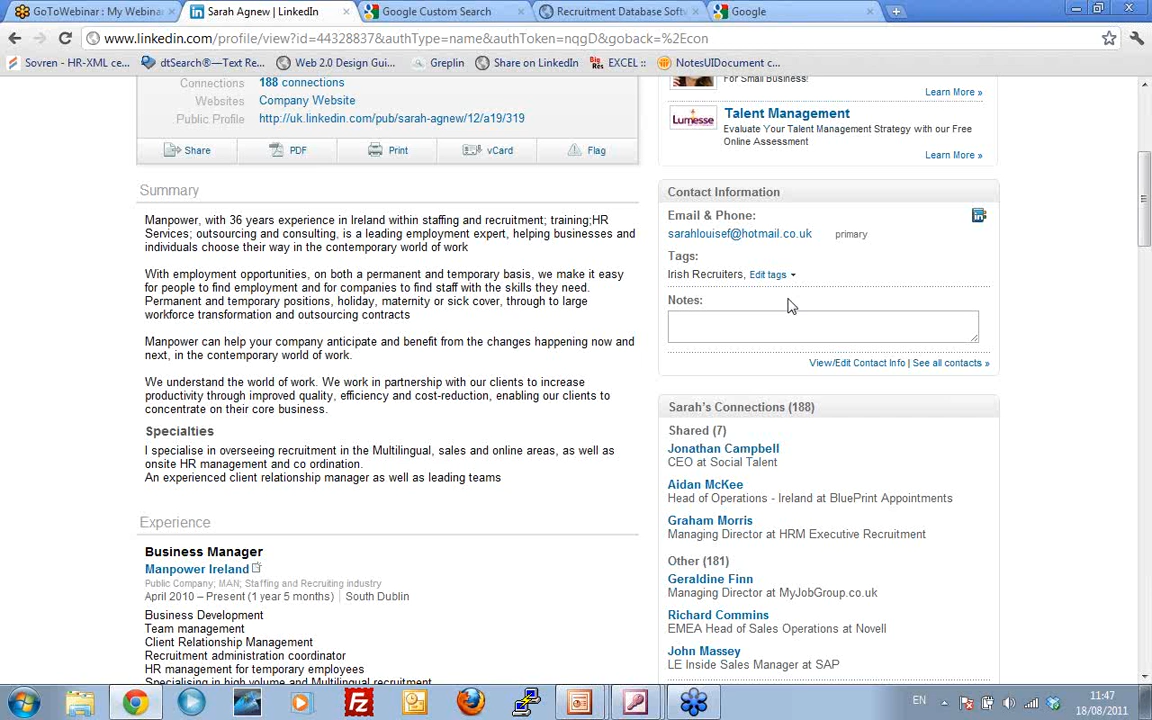 GoToWebinar : My Webinar
Sarah Agnew | LinkedIn
Google Custom Search
Recruitment Database Softw
Google
www.linkedin.com/profile/view?id=44328837&authType=name&authToken=nqgD&goback=%2Econ
Sovren - HR-XML ce...
dtSearch®—Text Re...
Web 2.0 Design Gui...
Greplin
Share on LinkedIn
Big Res
EXCEL ::
NotesUIDocument c...
Connections 188 connections
Websites Company Website
Public Profile http://uk.linkedin.com/pub/sarah-agnew/12/a19/319
Share
PDF
Print
vCard
Flag
Summary
Manpower, with 36 years experience in Ireland within staffing and recruitment; training;HR
Services; outsourcing and consulting, is a leading employment expert, helping businesses and
individuals choose their way in the contemporary world of work
With employment opportunities, on both a permanent and temporary basis, we make it easy
for people to find employment and for companies to find staff with the skills they need.
Permanent and temporary positions, holiday, maternity or sick cover, through to large
workforce transformation and outsourcing contracts
Manpower can help your company anticipate and benefit from the changes happening now and
next, in the contemporary world of work.
We understand the world of work. We work in partnership with our clients to increase
productivity through improved quality, efficiency and cost-reduction, enabling our clients to
concentrate on their core business.
Specialties
I specialise in overseeing recruitment in the Multilingual, sales and online areas, as well as
onsite HR management and co ordination.
An experienced client relationship manager as well as leading teams
Experience
Business Manager
Manpower Ireland
Public Company; MAN; Staffing and Recruiting industry
April 2010 – Present (1 year 5 months) | South Dublin
Business Development
Team management
Client Relationship Management
Recruitment administration coordinator
HR management for temporary employees
Specialising in high volume and Multilingual recruitment
For Small Business!
Learn More »
Lumesse
Talent Management
Evaluate Your Talent Management Strategy with our Free
Online Assessment
Learn More »
Contact Information
Email & Phone:
sarahlouisef@hotmail.co.uk primary
Tags:
Irish Recruiters, Edit tags
Notes:
View/Edit Contact Info | See all contacts »
Sarah's Connections (188)
Shared (7)
Jonathan Campbell
CEO at Social Talent
Aidan McKee
Head of Operations - Ireland at BluePrint Appointments
Graham Morris
Managing Director at HRM Executive Recruitment
Other (181)
Geraldine Finn
Managing Director at MyJobGroup.co.uk
Richard Commins
EMEA Head of Sales Operations at Novell
John Massey
LE Inside Sales Manager at SAP
EN
11:47
18/08/2011